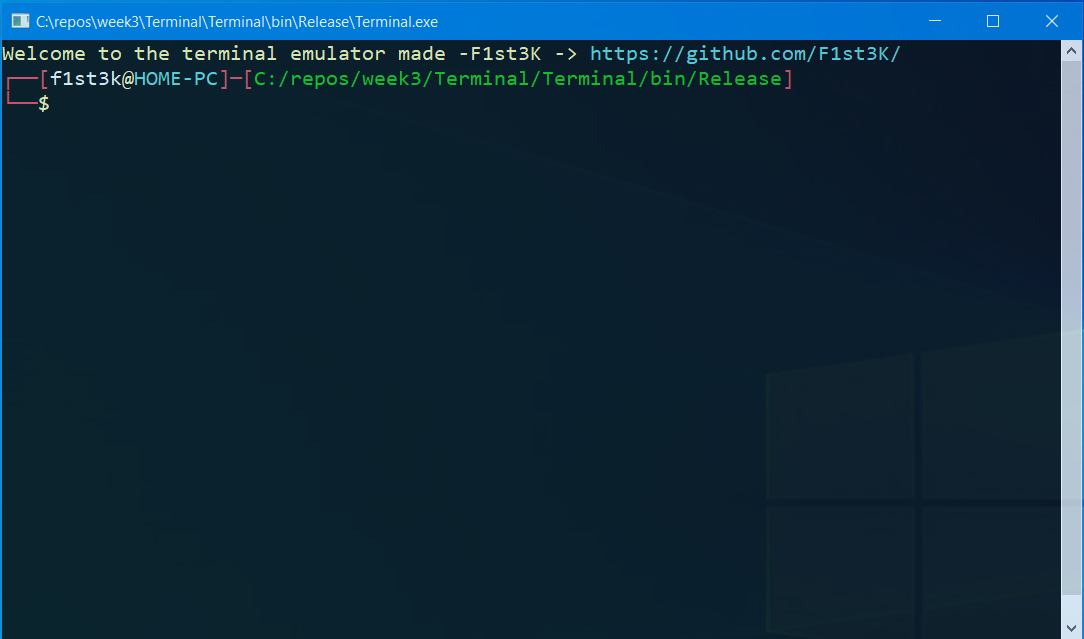 C:\repos\week3\Terminal\Terminal\bin\Release\Terminal.exe
Welcome to the terminal emulator made -F1st3K -> https://github.com/F1st3K/
┌──[f1st3k@HOME-PC]─[C:/repos/week3/Terminal/Terminal/bin/Release]
└──$